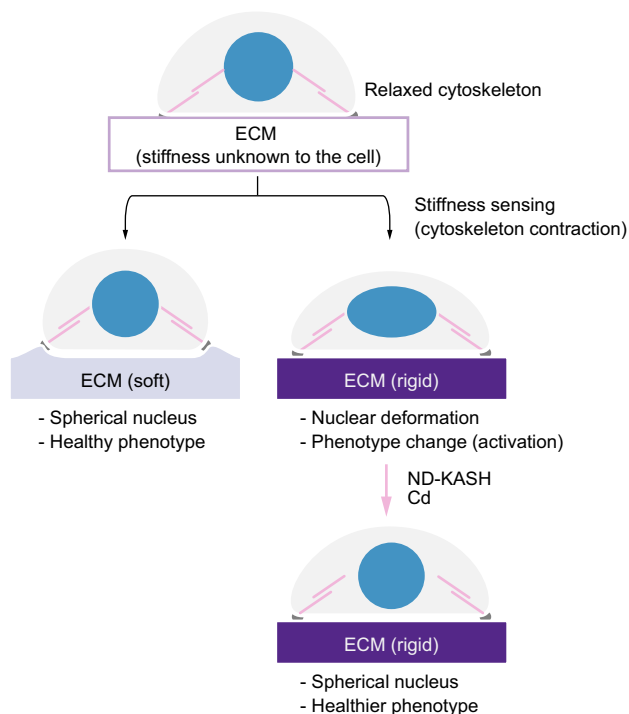 Relaxed cytoskeleton
ECM
(stiffness unknown to the cell)
Stiffness sensing
(cytoskeleton contraction)
ECM (soft)
- Spherical nucleus
- Healthy phenotype
ECM (rigid)
- Nuclear deformation
- Phenotype change (activation)
ND-KASH
Cd
ECM (rigid)
- Spherical nucleus
- Healthier phenotype